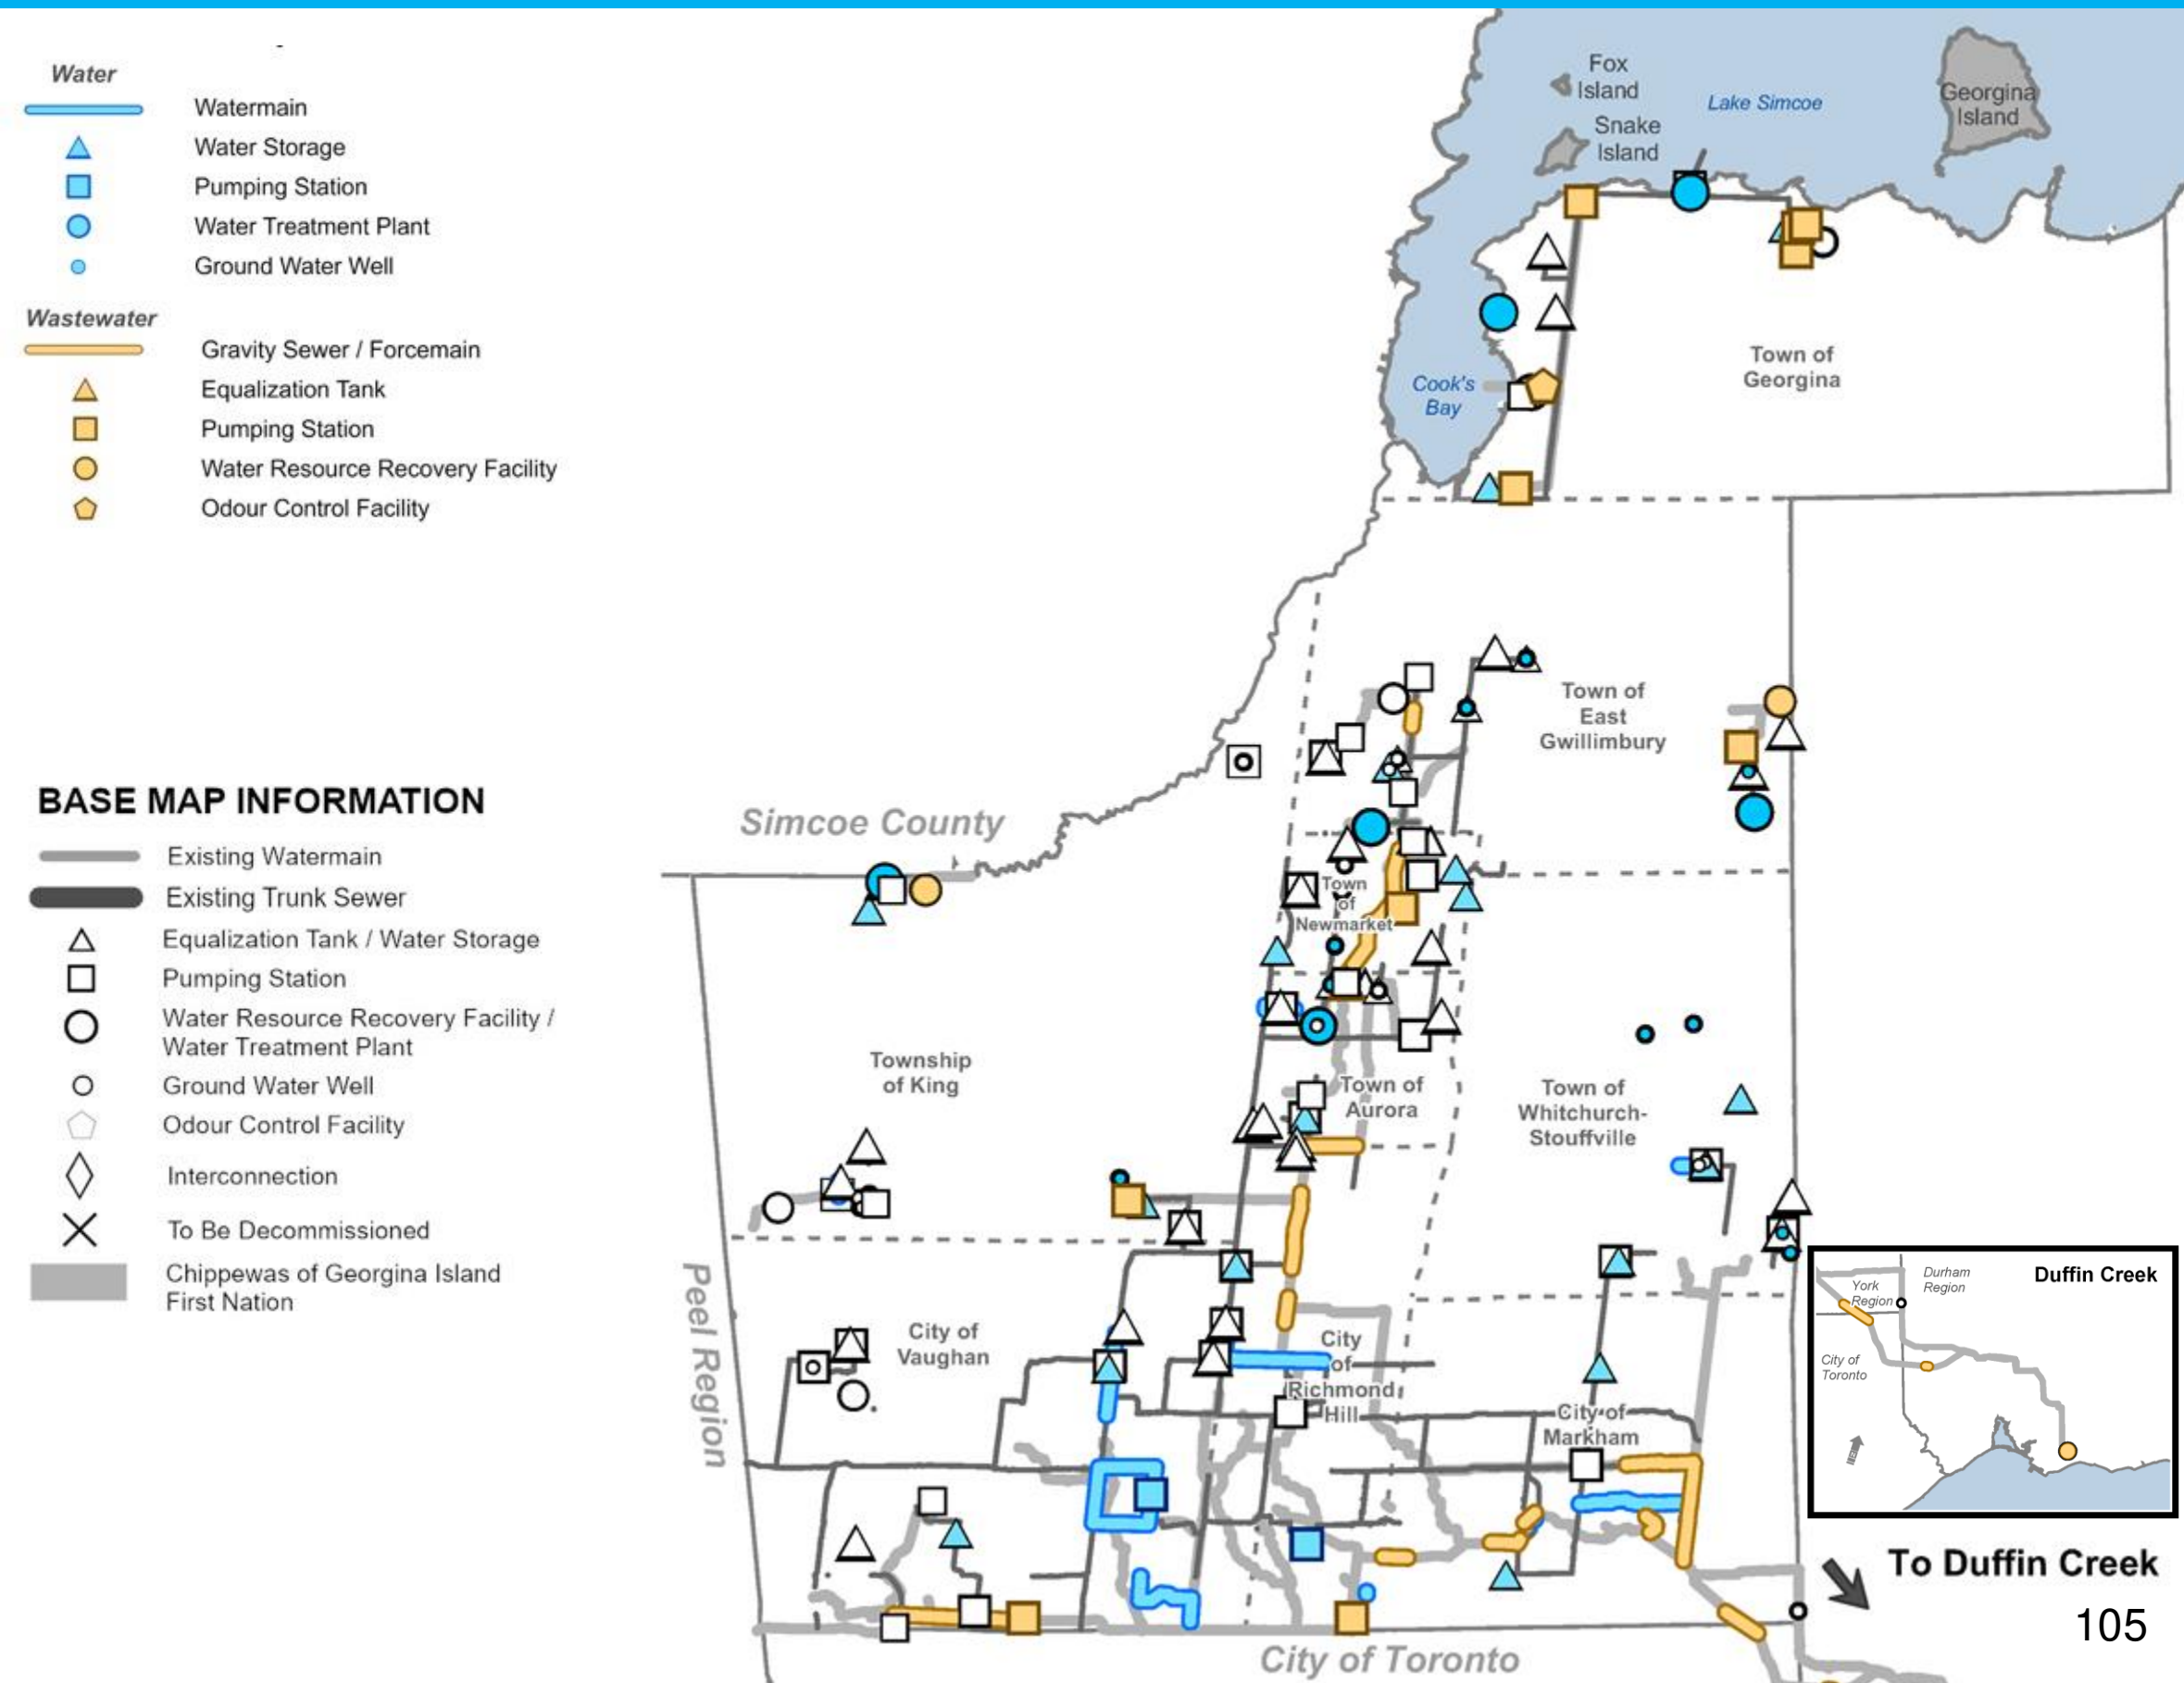 Water
Watermain
Water Storage
Pumping Station
Water Treatment Plant
Ground Water Well
Wastewater
Gravity Sewer / Forcemain
Equalization Tank
Pumping Station
Water Resource Recovery Facility
Odour Control Facility
BASE MAP INFORMATION
Existing Watermain
Existing Trunk Sewer
Equalization Tank / Water Storage
Pumping Station
Water Resource Recovery Facility /
Water Treatment Plant
Ground Water Well
Odour Control Facility
Interconnection
To Be Decommissioned
Chippewas of Georgina Island
First Nation
Fox
Island
Snake
Island
Lake Simcoe
Georgina
Island
Cook's
Bay
Town of
Georgina
Town of
East
Gwillimbury
Simcoe County
Town
of
Newmarket
Township
of King
Town of
Aurora
Town of
Whitchurch-
Stouffville
Peel Region
City of
Vaughan
City
of
Richmond
Hill
City of
Markham
City of Toronto
Duffin Creek
York
Region
Durham
Region
City of
Toronto
To Duffin Creek
105